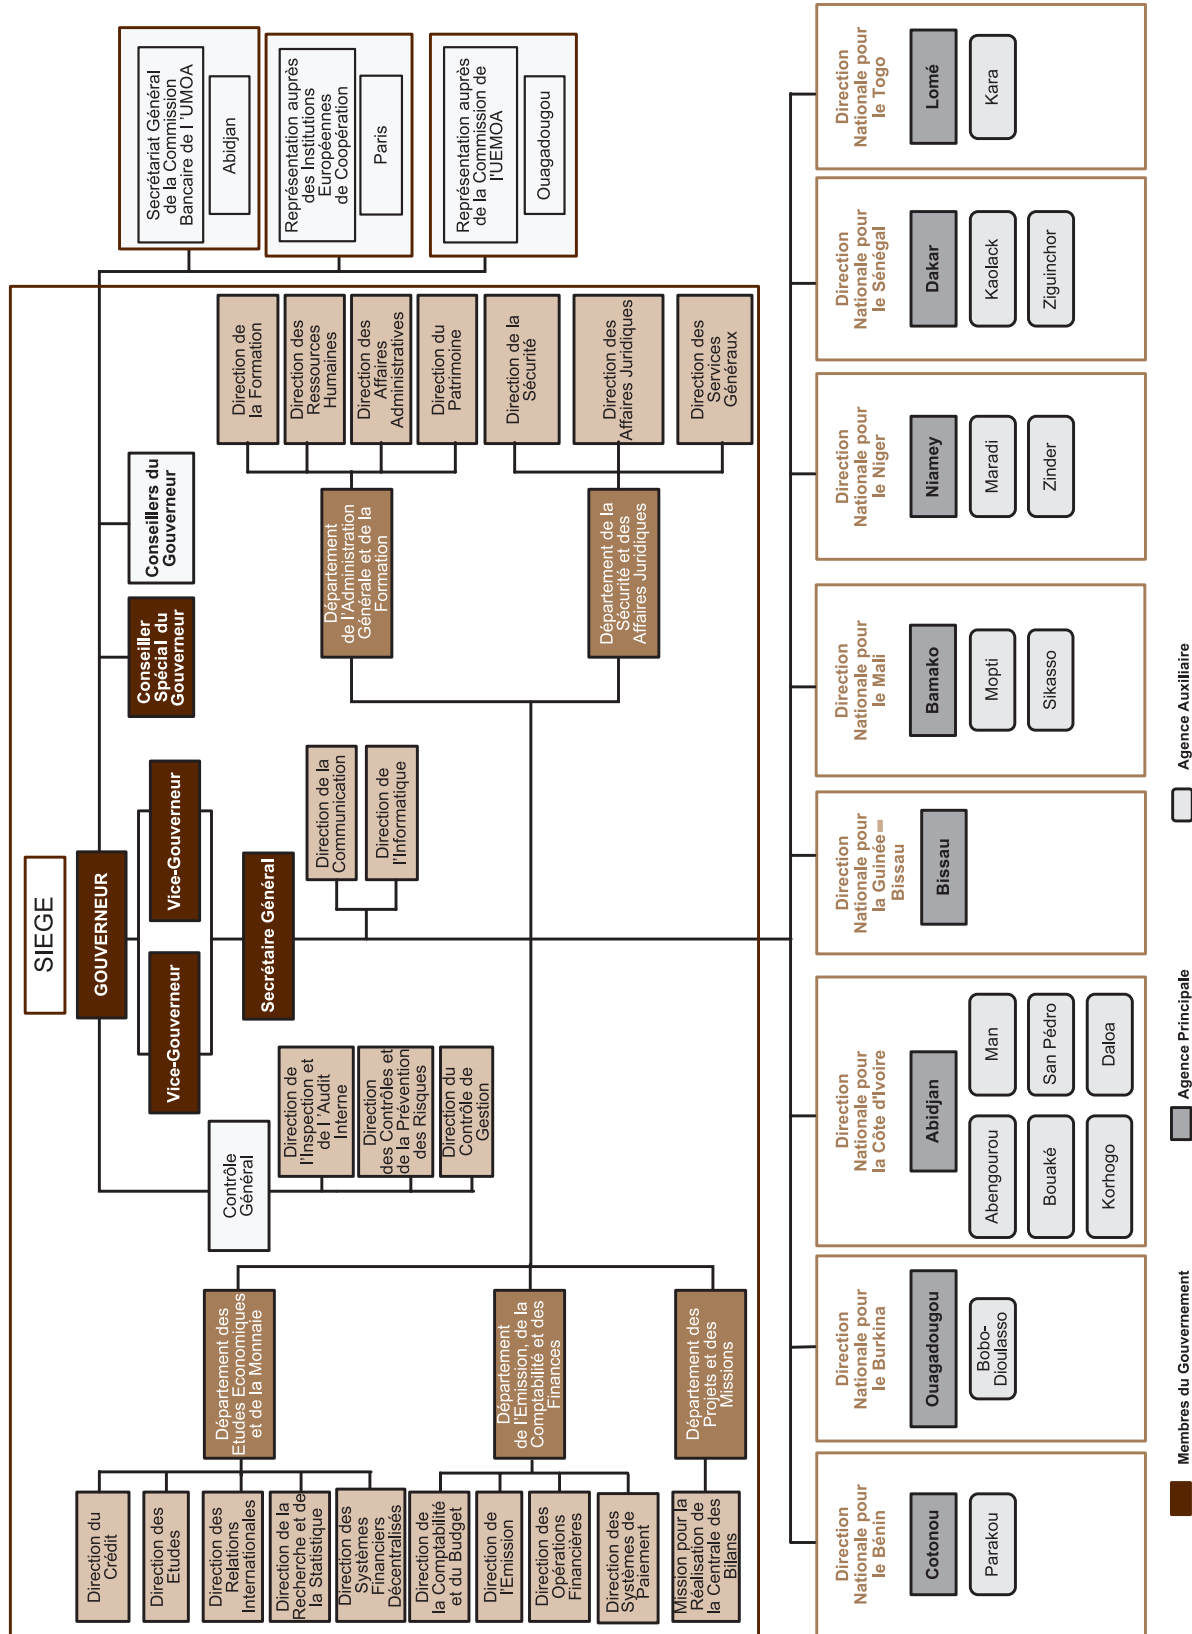 SIEGE
GOUVERNEUR
Vice-Gouverneur
Vice-Gouverneur
Conseiller
Spécial du
Gouverneur
Conseillers du
Gouverneur
Secrétariat Général
de la Commission
Bancaire de l 'UMOA
Abidjan
Représentation auprès
des Institutions
Européennes
de Coopération
Paris
Représentation auprès
de la Commission de
l'UEMOA
Ouagadougou
Secrétaire Général
Contrôle
Général
Direction de
l'Inspection et
de l 'Audit
Interne
Direction
des Contrôles et
de la Prévention
des Risques
Direction du
Contrôle de
Gestion
Direction de la
Communication
Direction de
l'Informatique
Département des
Etudes Economiques
et de la Monnaie
Direction du
Crédit
Direction des
Etudes
Direction des
Relations
Internationales
Direction de la
Recherche et de
la Statistique
Direction des
Systèmes
Financiers
Décentralisés
Département
de l'Emission, de la
Comptabilité et des
Finances
Direction de
la Comptabilité
et du Budget
Direction de
l'Emission
Direction des
Opérations
Financières
Direction des
Systèmes de
Paiement
Département des
Projets et des
Missions
Mission pour la
Réalisation de
la Centrale des
Bilans
Département
de l'Administration
Générale et de la
Formation
Direction de
la Formation
Direction des
Ressources
Humaines
Direction des
Affaires
Administratives
Direction du
Patrimoine
Département de la
Sécurité et des
Affaires Juridiques
Direction de la
Sécurité
Direction des
Affaires Juridiques
Direction des
Services
Généraux
Direction
Nationale pour
le Bénin
Cotonou
Parakou
Direction
Nationale pour
le Burkina
Ouagadougou
Bobo-
Dioulasso
Direction
Nationale pour
la Côte d'Ivoire
Abidjan
Abengourou
Man
Bouaké
San Pédro
Korhogo
Daloa
Direction
Nationale pour
la Guinée-
Bissau
Bissau
Direction
Nationale pour
le Mali
Bamako
Mopti
Sikasso
Direction
Nationale pour
le Niger
Niamey
Maradi
Zinder
Direction
Nationale pour
le Sénégal
Dakar
Kaolack
Ziguinchor
Direction
Nationale pour
le Togo
Lomé
Kara
Membres du Gouvernement
Agence Principale
Agence Auxiliaire